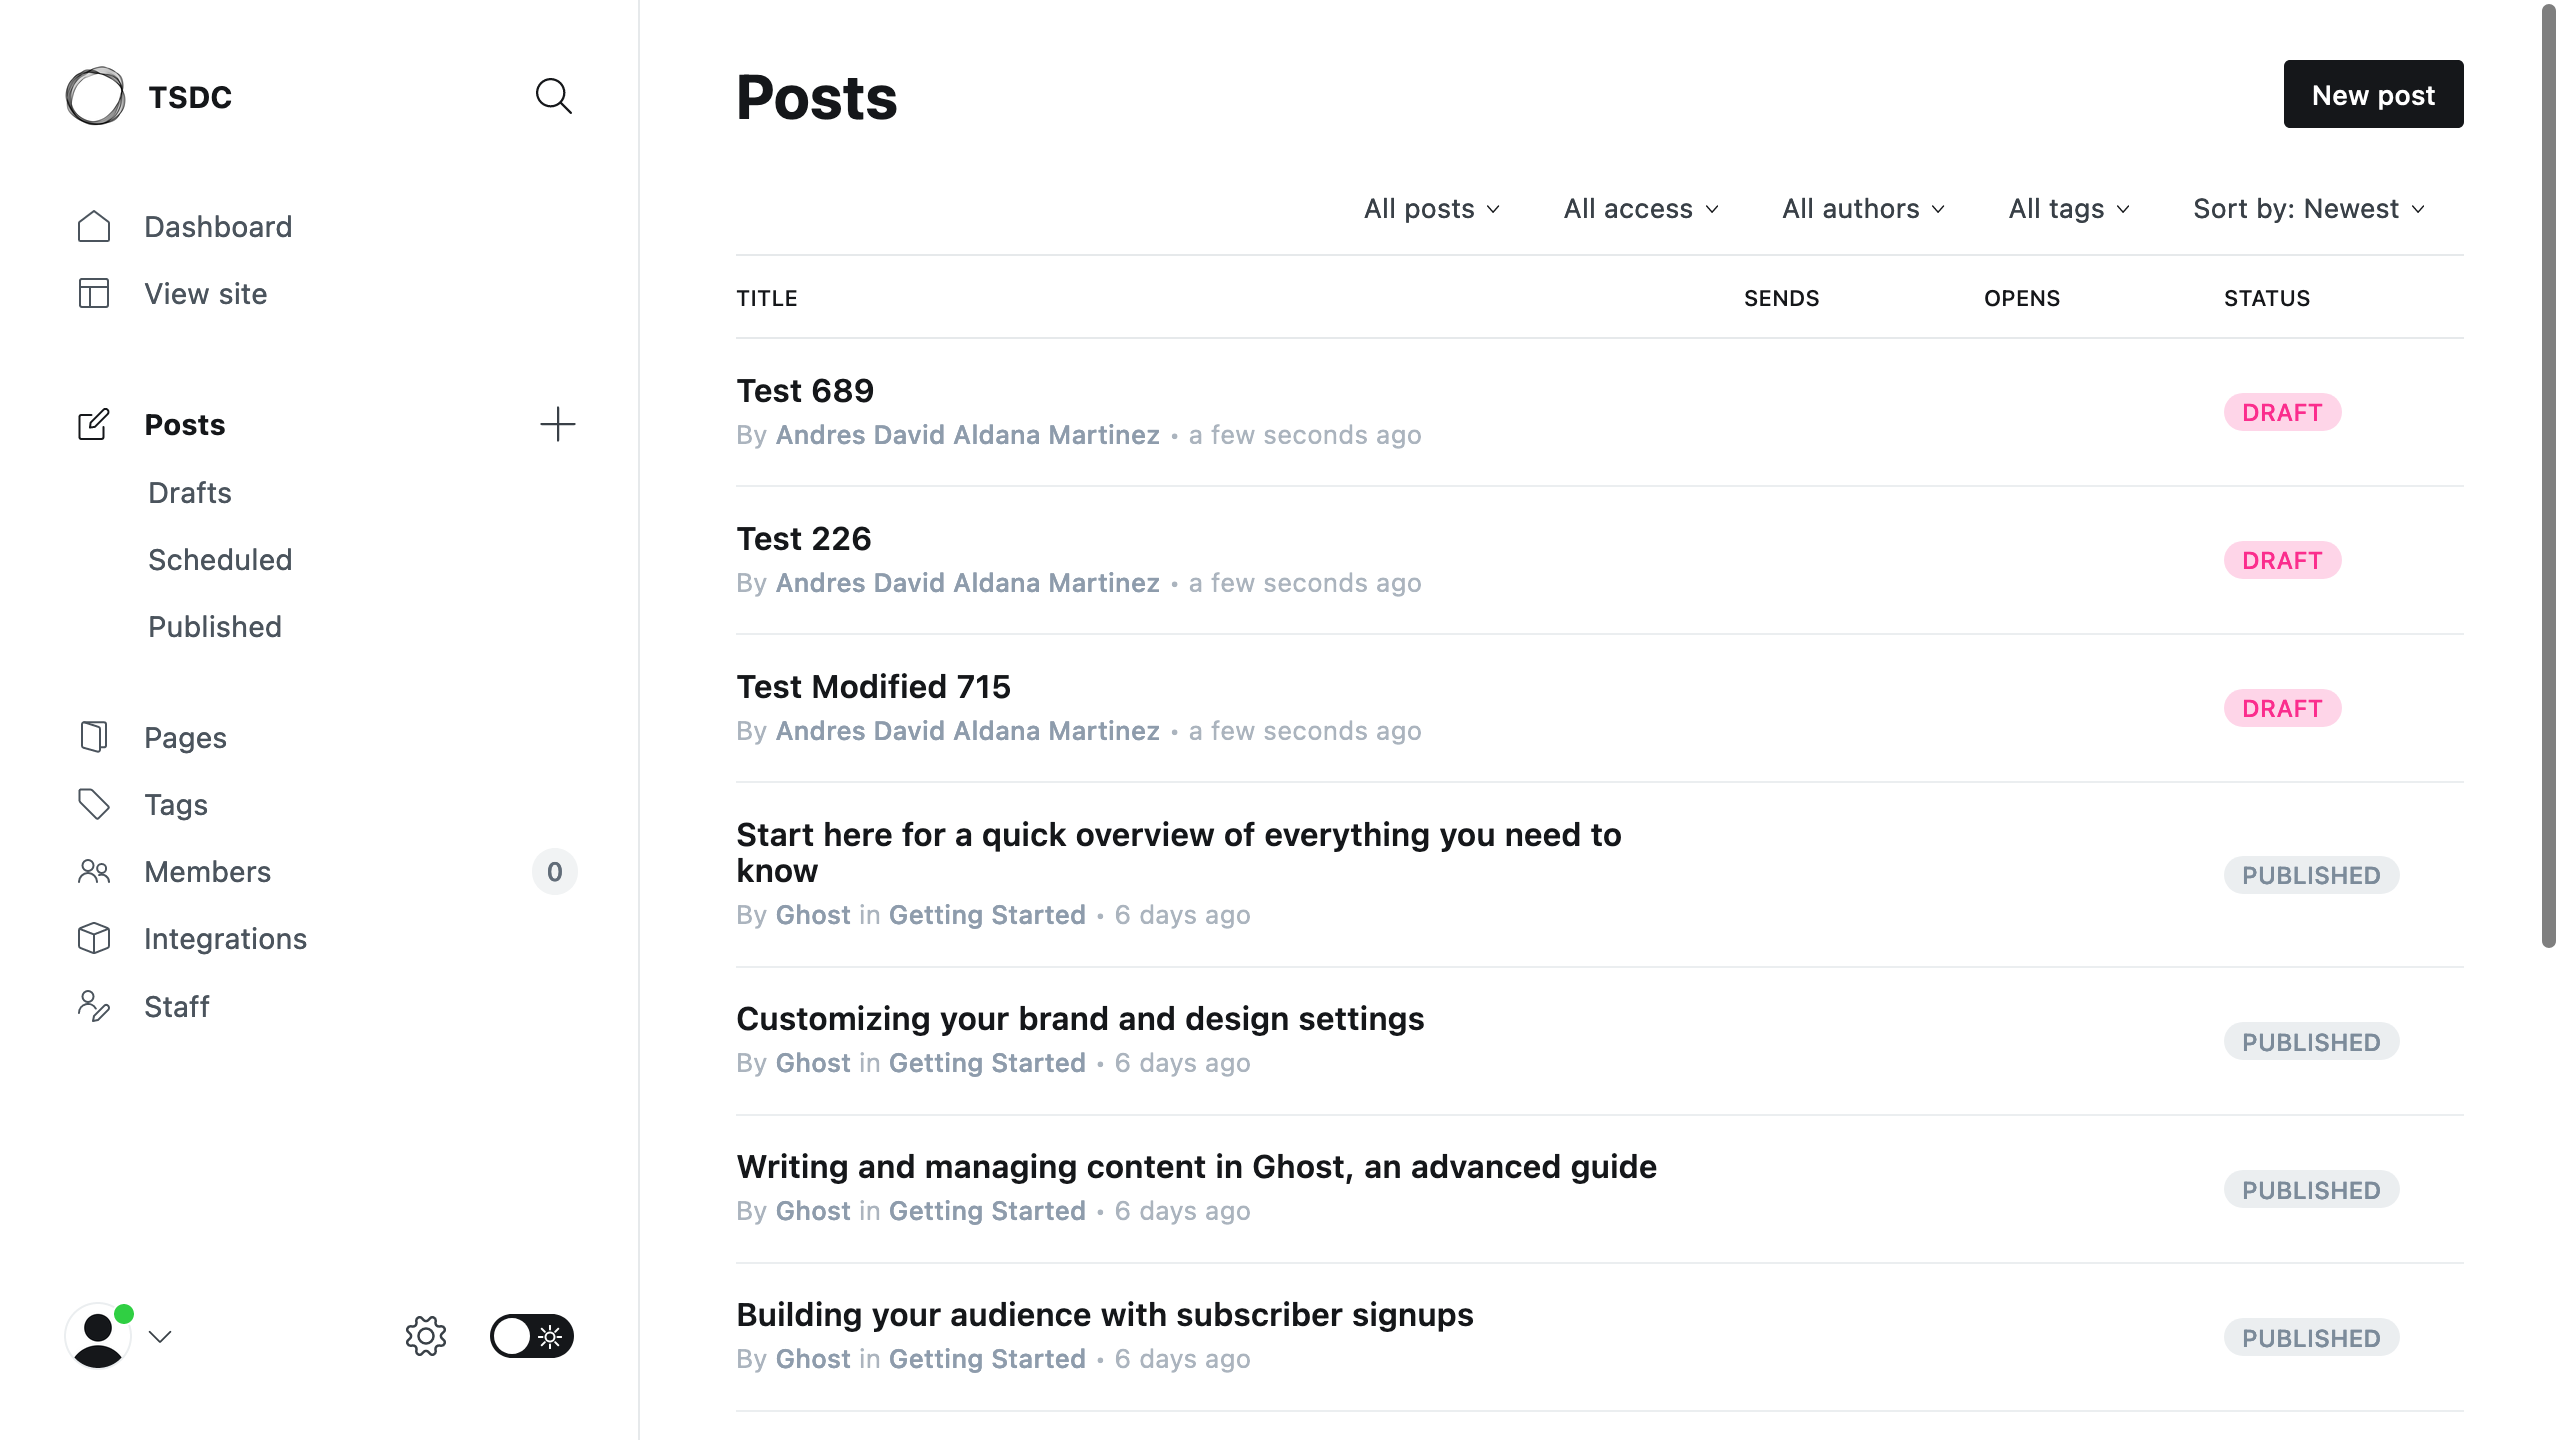 TSDC
Dashboard
View site
Posts
Drafts
Scheduled
Published
Pages
Tags
Members 0
Integrations
Staff
Posts
New post
All posts All access All authors All tags Sort by: Newest
TITLE SENDS OPENS STATUS
Test 689
By Andres David Aldana Martinez • a few seconds ago
DRAFT
Test 226
By Andres David Aldana Martinez • a few seconds ago
DRAFT
Test Modified 715
By Andres David Aldana Martinez • a few seconds ago
DRAFT
Start here for a quick overview of everything you need to
know
By Ghost in Getting Started • 6 days ago
PUBLISHED
Customizing your brand and design settings
By Ghost in Getting Started • 6 days ago
PUBLISHED
Writing and managing content in Ghost, an advanced guide
By Ghost in Getting Started • 6 days ago
PUBLISHED
Building your audience with subscriber signups
By Ghost in Getting Started • 6 days ago
PUBLISHED